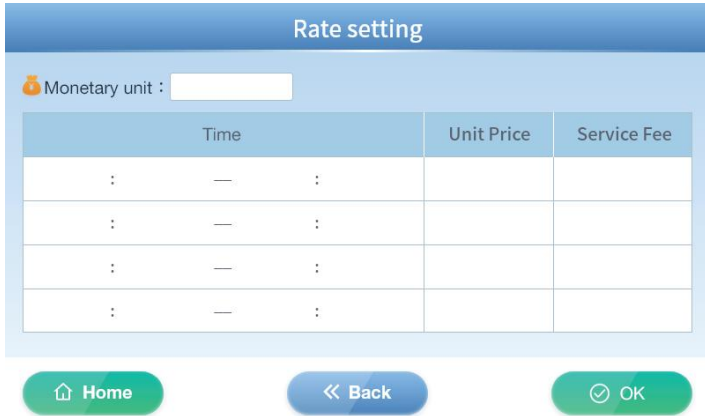 Rate setting
Monetary unit：
Time Unit Price Service Fee
: — :
: — :
: — :
: — :
Home Back OK